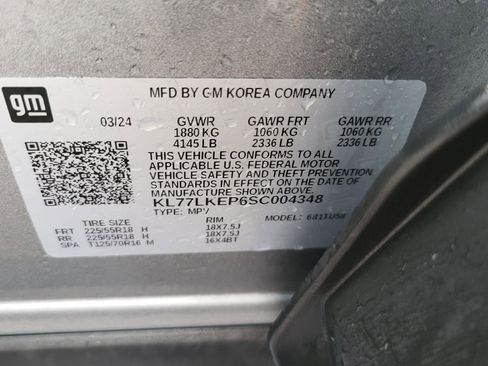 gm
MFD BY GM KOREA COMPANY
03/24 GVWR GAWR FRT GAWR RR
1880 KG 1060 KG 1060 KG
4145 LB 2336 LB 2336 LB
THIS VEHICLE CONFORMS TO ALL
APPLICABLE U.S. FEDERAL MOTOR
VEHICLE SAFETY AND THEFT PREVENTION
STANDARDS IN EFFECT ON THE DATE OF
MANUFACTURE SHOWN ABOVE.
KL77LKEP6SC004348
TYPE: MPV MODEL:
TIRE SIZE RIM
FRT 225/55R18 H 18X7.5J
RR 225/55R18 H 18X7.5J
SPA T125/70R16 M 16X4BT